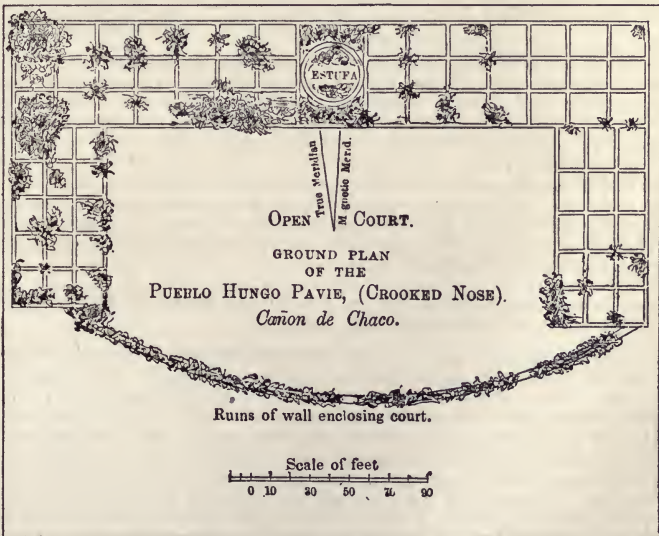 ESTUFA
True Meridian
Magnetic Merid.
OPEN COURT.
GROUND PLAN
OF THE
PUEBLO HUNGO PAVIE, (CROOKED NOSE).
Cañon de Chaco.
Ruins of wall enclosing court.
Scale of feet
0 10 30 50 70 90